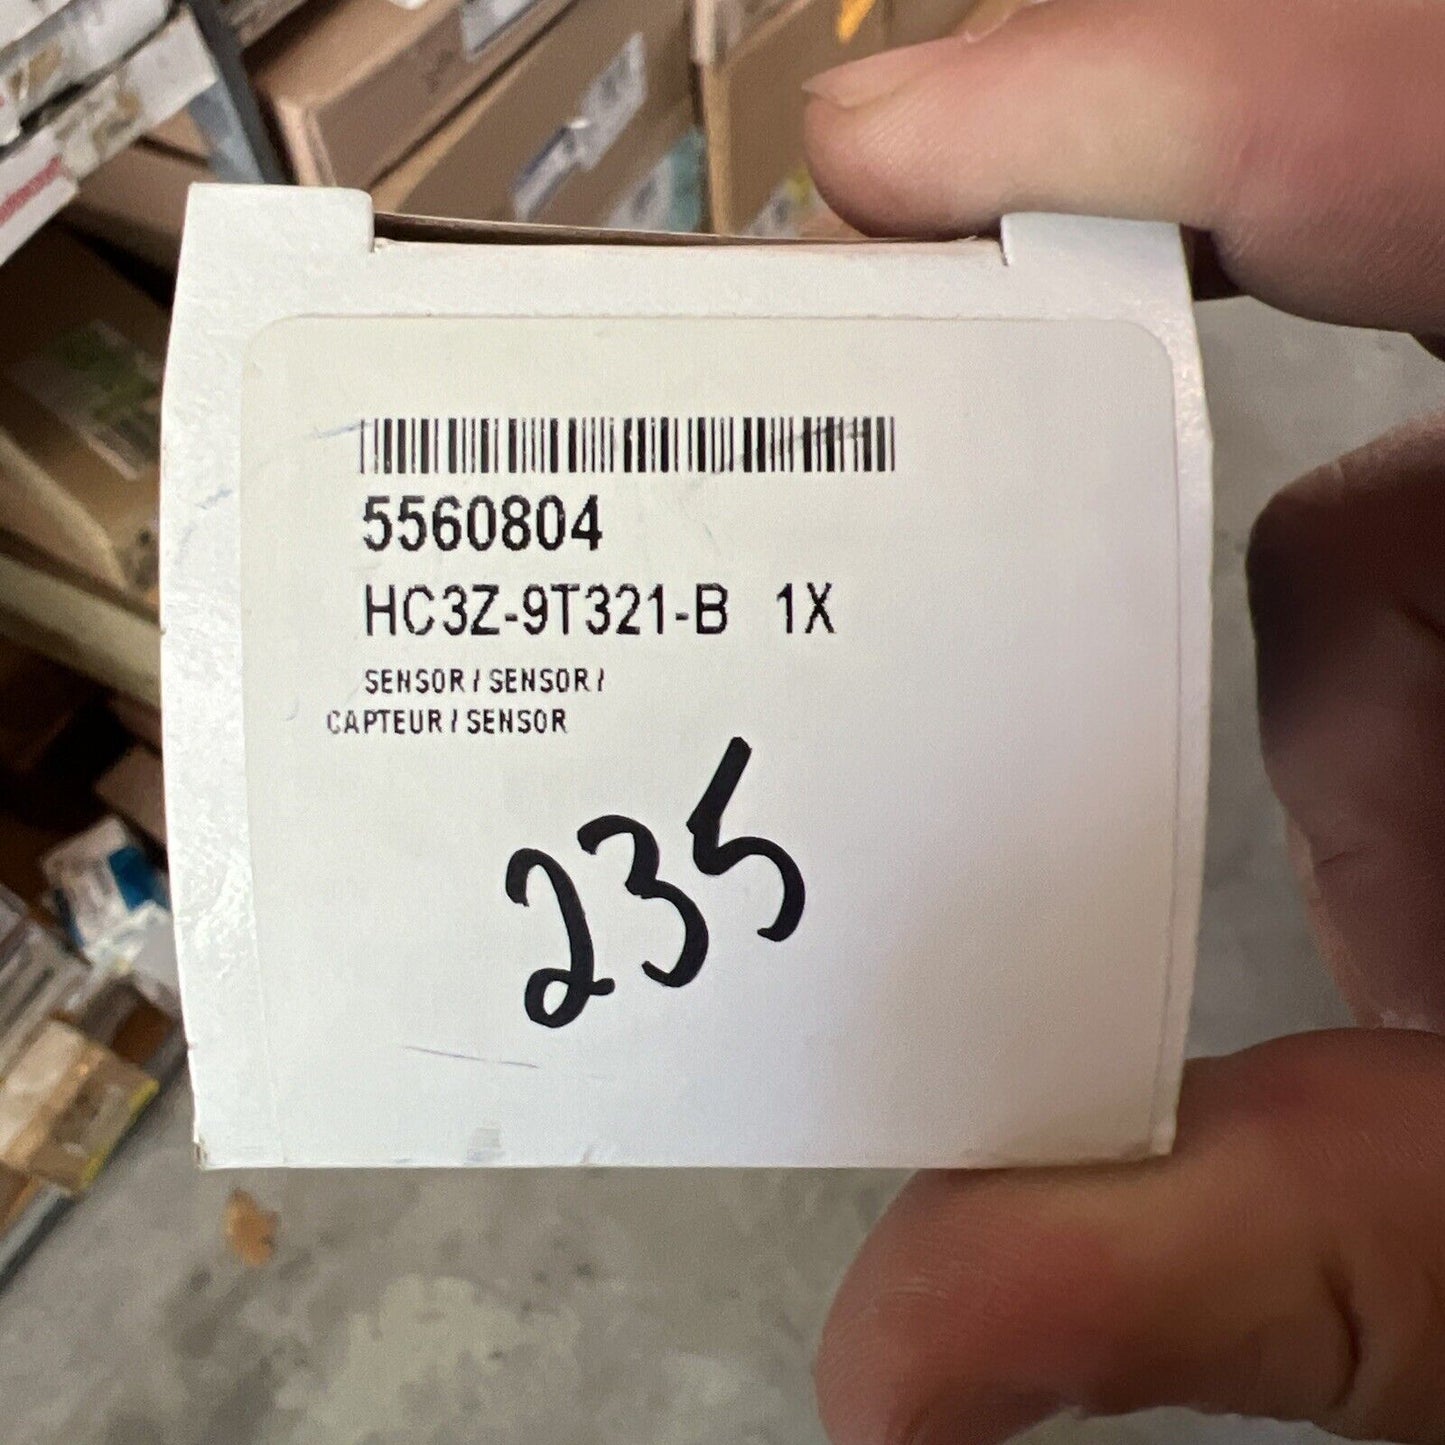 5560804
HC3Z-9T321-B 1X
SENSOR / SENSOR /
CAPTEUR / SENSOR
235